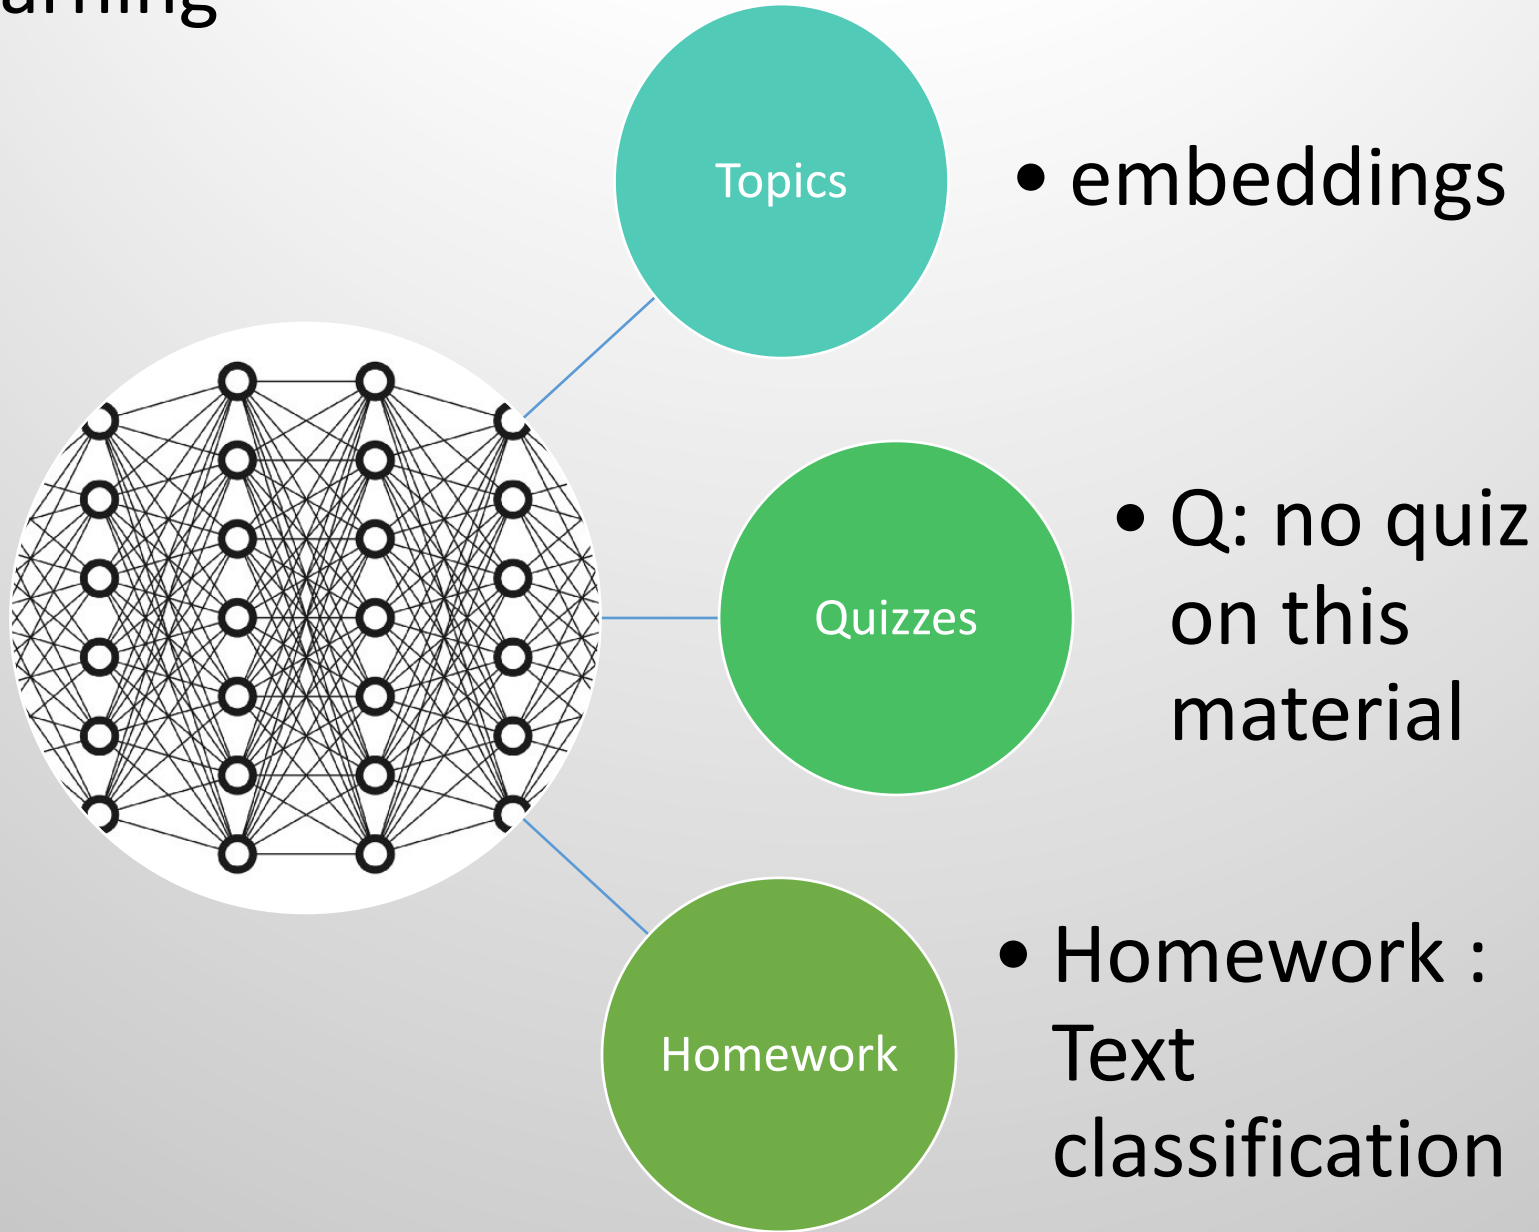 Topics
• embeddings
Quizzes
• Q: no quiz
on this
material
Homework
• Homework :
Text
classification